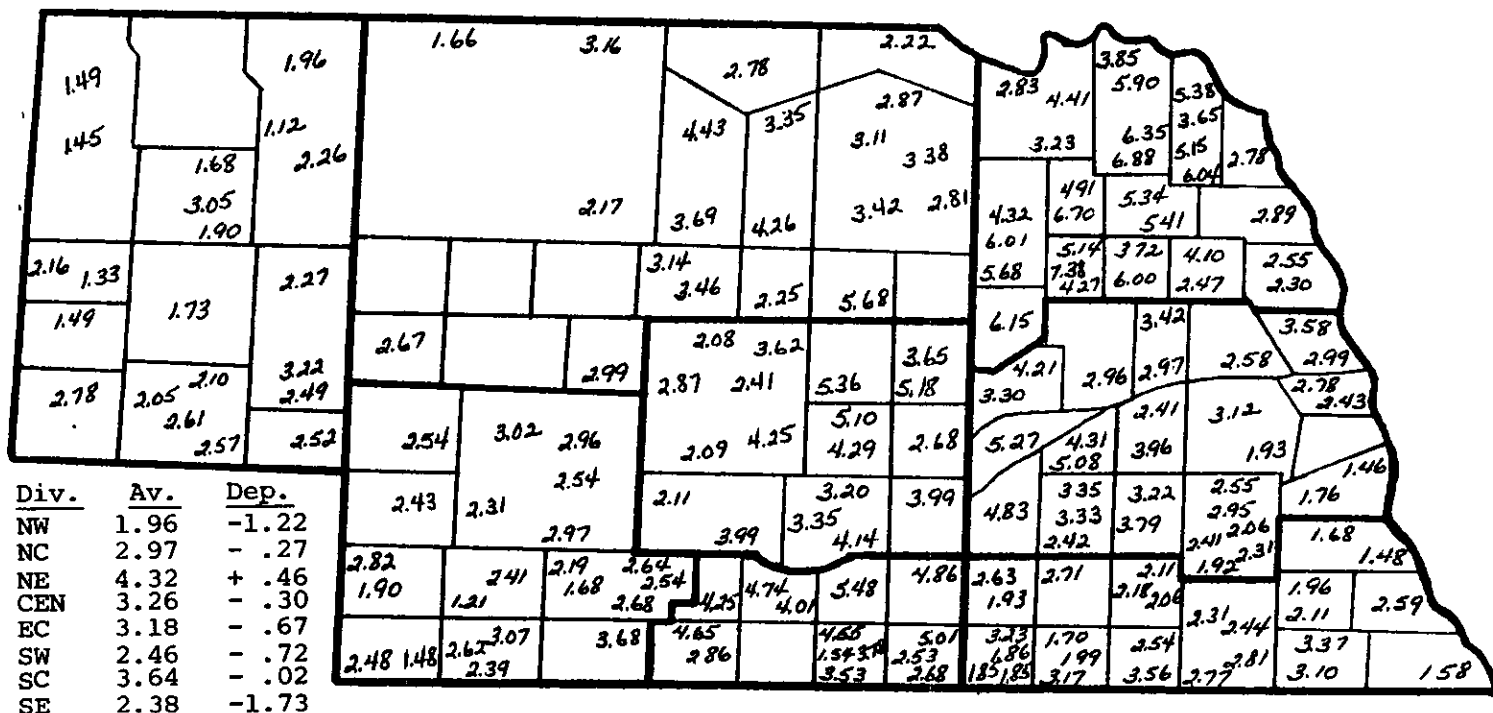 1.66 3.16 2.22
1.49 1.96 2.78 2.83 3.85
4.41 5.90 5.38
1.12 4.43 3.35 2.87 3.65
1.45 3.11 3.23 6.35 5.15 2.78
1.68 2.26 3.38 6.88 6.04
3.05 2.17 3.69 4.26 3.42 2.81 4.32 4.91 5.34 2.89
1.90 6.01 6.70 5.41
2.16 1.33 2.27 3.14 5.68 5.14 3.72 4.10 2.55
3.46 2.25 5.68 7.38 6.00 2.47 2.30
4.27
1.49 1.73 2.67 2.08 3.62 6.15 3.42 3.58
3.65 2.58 2.99
2.99 2.87 2.41 5.36 5.18 4.21 2.96 2.97
2.78 2.05 2.10 3.22 3.30 2.78
2.61 2.49 5.10 2.41 3.12 2.43
2.57 2.52 2.54 3.02 2.96 2.09 4.25 4.29 2.68 5.27 4.31 3.96 1.93
2.54 5.08 1.46
2.43 2.31 2.11 3.20 3.99 4.83 3.35 3.22 2.55 1.76
2.97 3.99 3.35 3.33 3.79 2.95
4.14 2.42 2.41 2.06 1.68
2.82 2.41 2.19 2.64 4.86 2.63 2.71 2.11 1.92 2.31 1.48
1.90 1.21 1.68 2.54 4.25 4.74 5.48 1.93 2.18 2.06 1.96 2.59
2.68 4.01 2.31 2.11
3.07 3.68 4.65 5.01 3.23 1.70 2.54 2.44 3.37
2.48 1.48 2.62 2.86 2.53 1.99 2.81
2.39 3.53 2.68 1.85 1.85 3.17 3.56 2.77 3.10 1.58
Div. Av. Dep.
NW 1.96 -1.22
NC 2.97 - .27
NE 4.32 + .46
CEN 3.26 - .30
EC 3.18 - .67
SW 2.46 - .72
SC 3.64 - .02
SE 2.38 -1.73